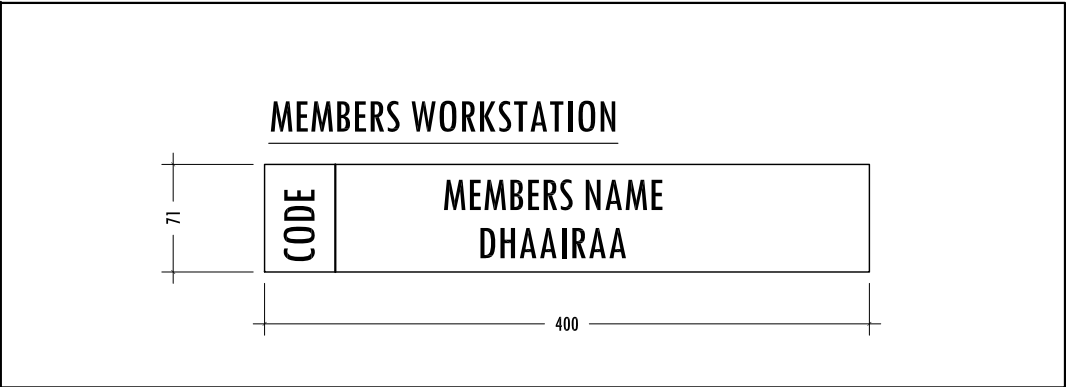 MEMBERS WORKSTATION
71
CODE
MEMBERS NAME
DHAAIRAA
400